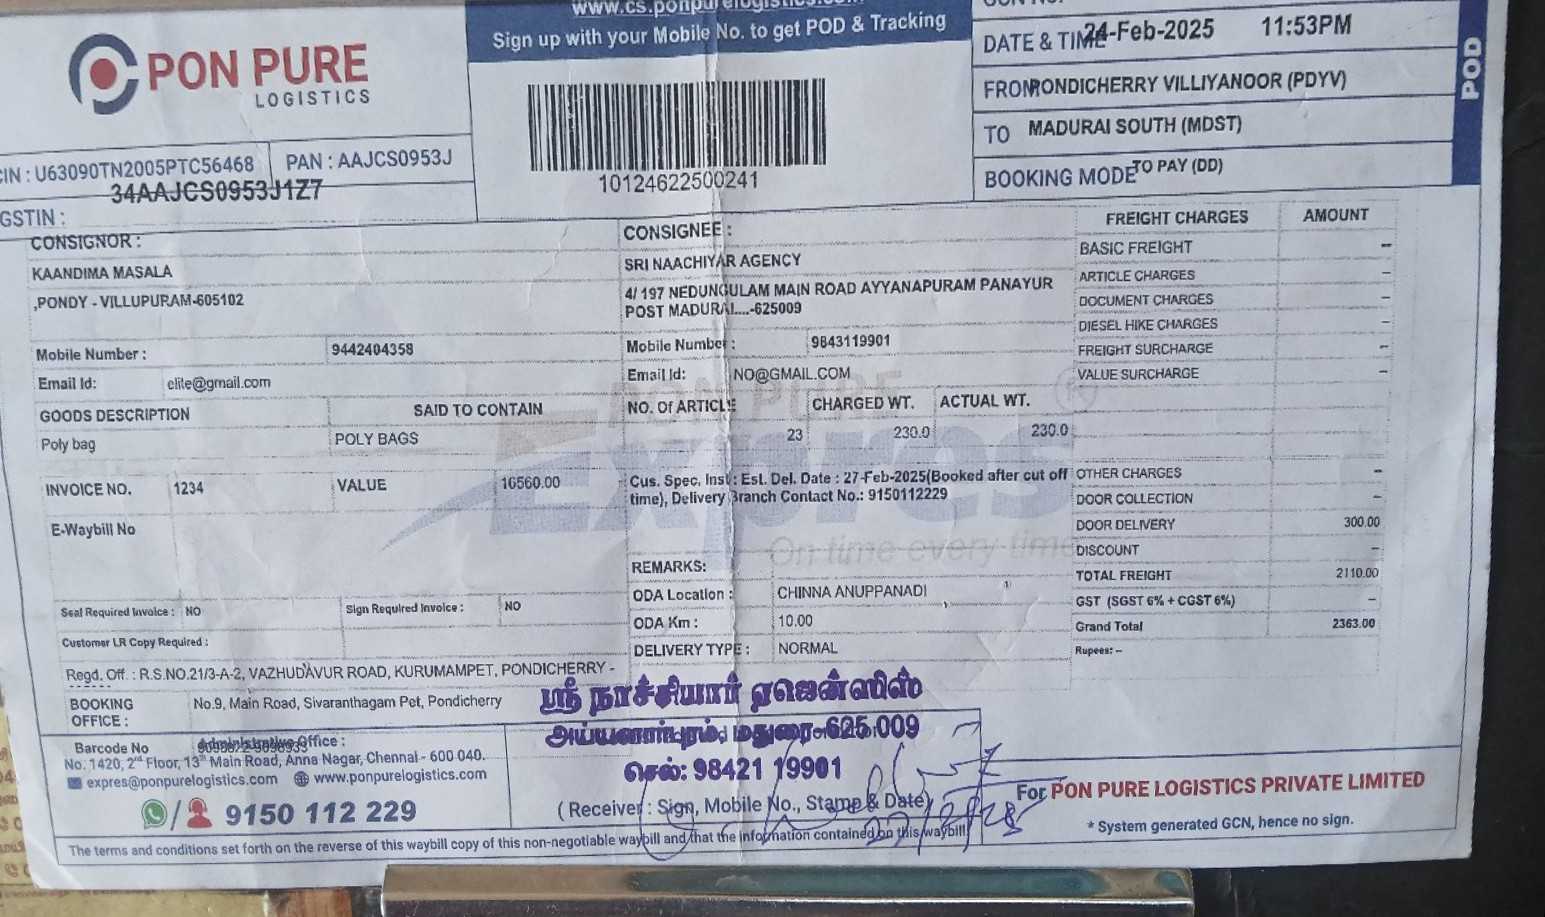 www.cs.ponpurelogistics.com
Sign up with your Mobile No. to get POD & Tracking
PON PURE
LOGISTICS
CIN : U63090TN2005PTC56468 PAN : AAJCS0953J
34AAJCS0953J1Z7
GSTIN :
10124622500241
DATE & TIME 24-Feb-2025 11:53PM
FROM PONDICHERRY VILLIYANOOR (PDYV)
TO MADURAI SOUTH (MDST)
BOOKING MODE TO PAY (DD)
POD
CONSIGNOR :
KAANDIMA MASALA
,PONDY - VILLUPURAM-605102
Mobile Number : 9442404358
Email Id: elite@gmail.com
CONSIGNEE :
SRI NAACHIYAR AGENCY
4/ 197 NEDUNGULAM MAIN ROAD AYYANAPURAM PANAYUR
POST MADURAI....-625009
Mobile Number : 9843119901
Email Id: NO@GMAIL.COM
GOODS DESCRIPTION SAID TO CONTAIN NO. Of ARTICLE CHARGED WT. ACTUAL WT.
Poly bag POLY BAGS 23 230.0 230.0
INVOICE NO. 1234 VALUE 16560.00
E-Waybill No
Cus. Spec. Inst : Est. Del. Date : 27-Feb-2025(Booked after cut off
time), Delivery Branch Contact No.: 9150112229
PON PURE
Expres
On time every time
REMARKS:
ODA Location : CHINNA ANUPPANADI
ODA Km : 10.00
DELIVERY TYPE : NORMAL
Seal Required Invoice : NO Sign Required Invoice : NO
Customer LR Copy Required :
Regd. Off. : R.S.NO.21/3-A-2, VAZHUDAVUR ROAD, KURUMAMPET, PONDICHERRY -
BOOKING OFFICE : No.9, Main Road, Sivaranthagam Pet, Pondicherry
FREIGHT CHARGES AMOUNT
BASIC FREIGHT –
ARTICLE CHARGES –
DOCUMENT CHARGES –
DIESEL HIKE CHARGES –
FREIGHT SURCHARGE –
VALUE SURCHARGE –
OTHER CHARGES –
DOOR COLLECTION –
DOOR DELIVERY 300.00
DISCOUNT –
TOTAL FREIGHT 2110.00
GST (SGST 6% + CGST 6%) –
Grand Total 2363.00
Rupees: –
Barcode No
Administrative Office :
No. 1420, 2nd Floor, 13th Main Road, Anna Nagar, Chennai - 600 040.
expres@ponpurelogistics.com www.ponpurelogistics.com
/ 9150 112 229
ஸ்ரீ நாச்சியார் ஏஜென்ஸிஸ்
அய்யனார்புரம், மதுரை-625 009
செல்: 98421 19901
( Receiver : Sign, Mobile No., Stamp & Date)
For PON PURE LOGISTICS PRIVATE LIMITED
* System generated GCN, hence no sign.
The terms and conditions set forth on the reverse of this waybill copy of this non-negotiable waybill and that the information contained on this waybill